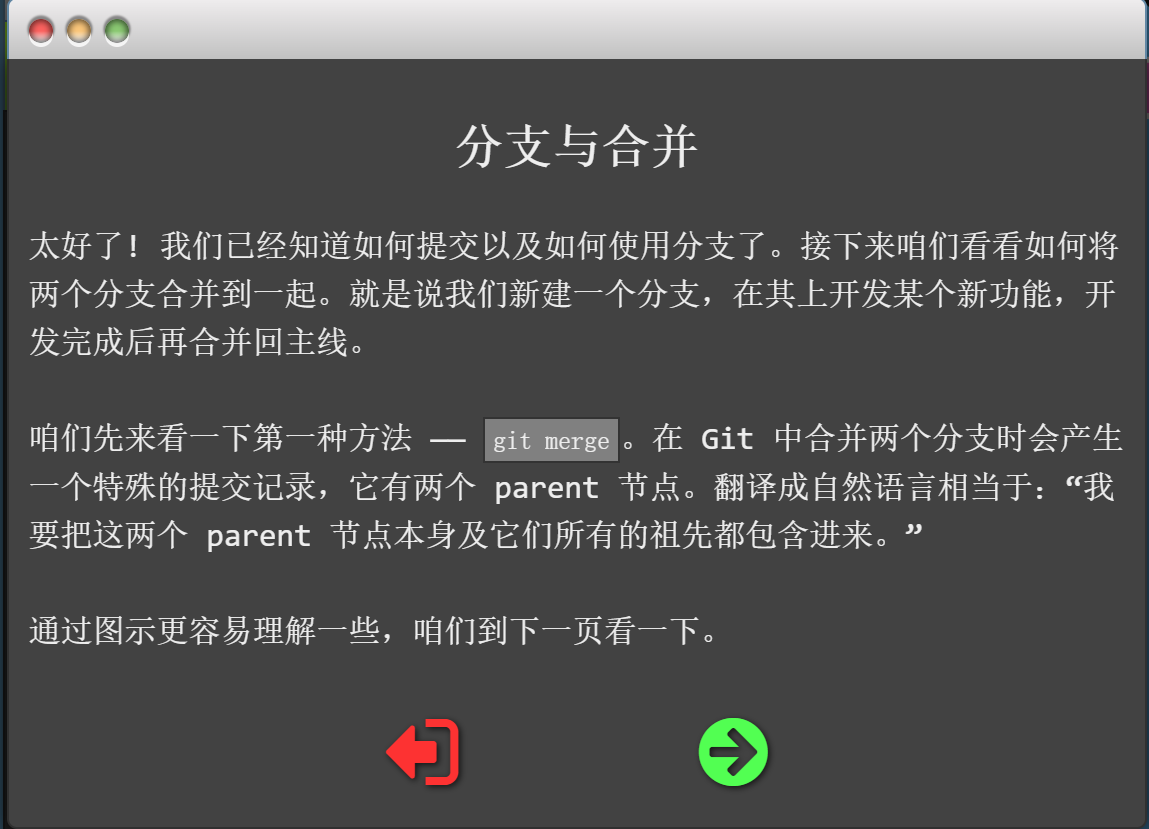 分支与合并
太好了! 我们已经知道如何提交以及如何使用分支了。接下来咱们看看如何将
两个分支合并到一起。就是说我们新建一个分支，在其上开发某个新功能，开
发完成后再合并回主线。
咱们先来看一下第一种方法 —— git merge。在 Git 中合并两个分支时会产生
一个特殊的提交记录，它有两个 parent 节点。翻译成自然语言相当于：“我
要把这两个 parent 节点本身及它们所有的祖先都包含进来。”
通过图示更容易理解一些，咱们到下一页看一下。